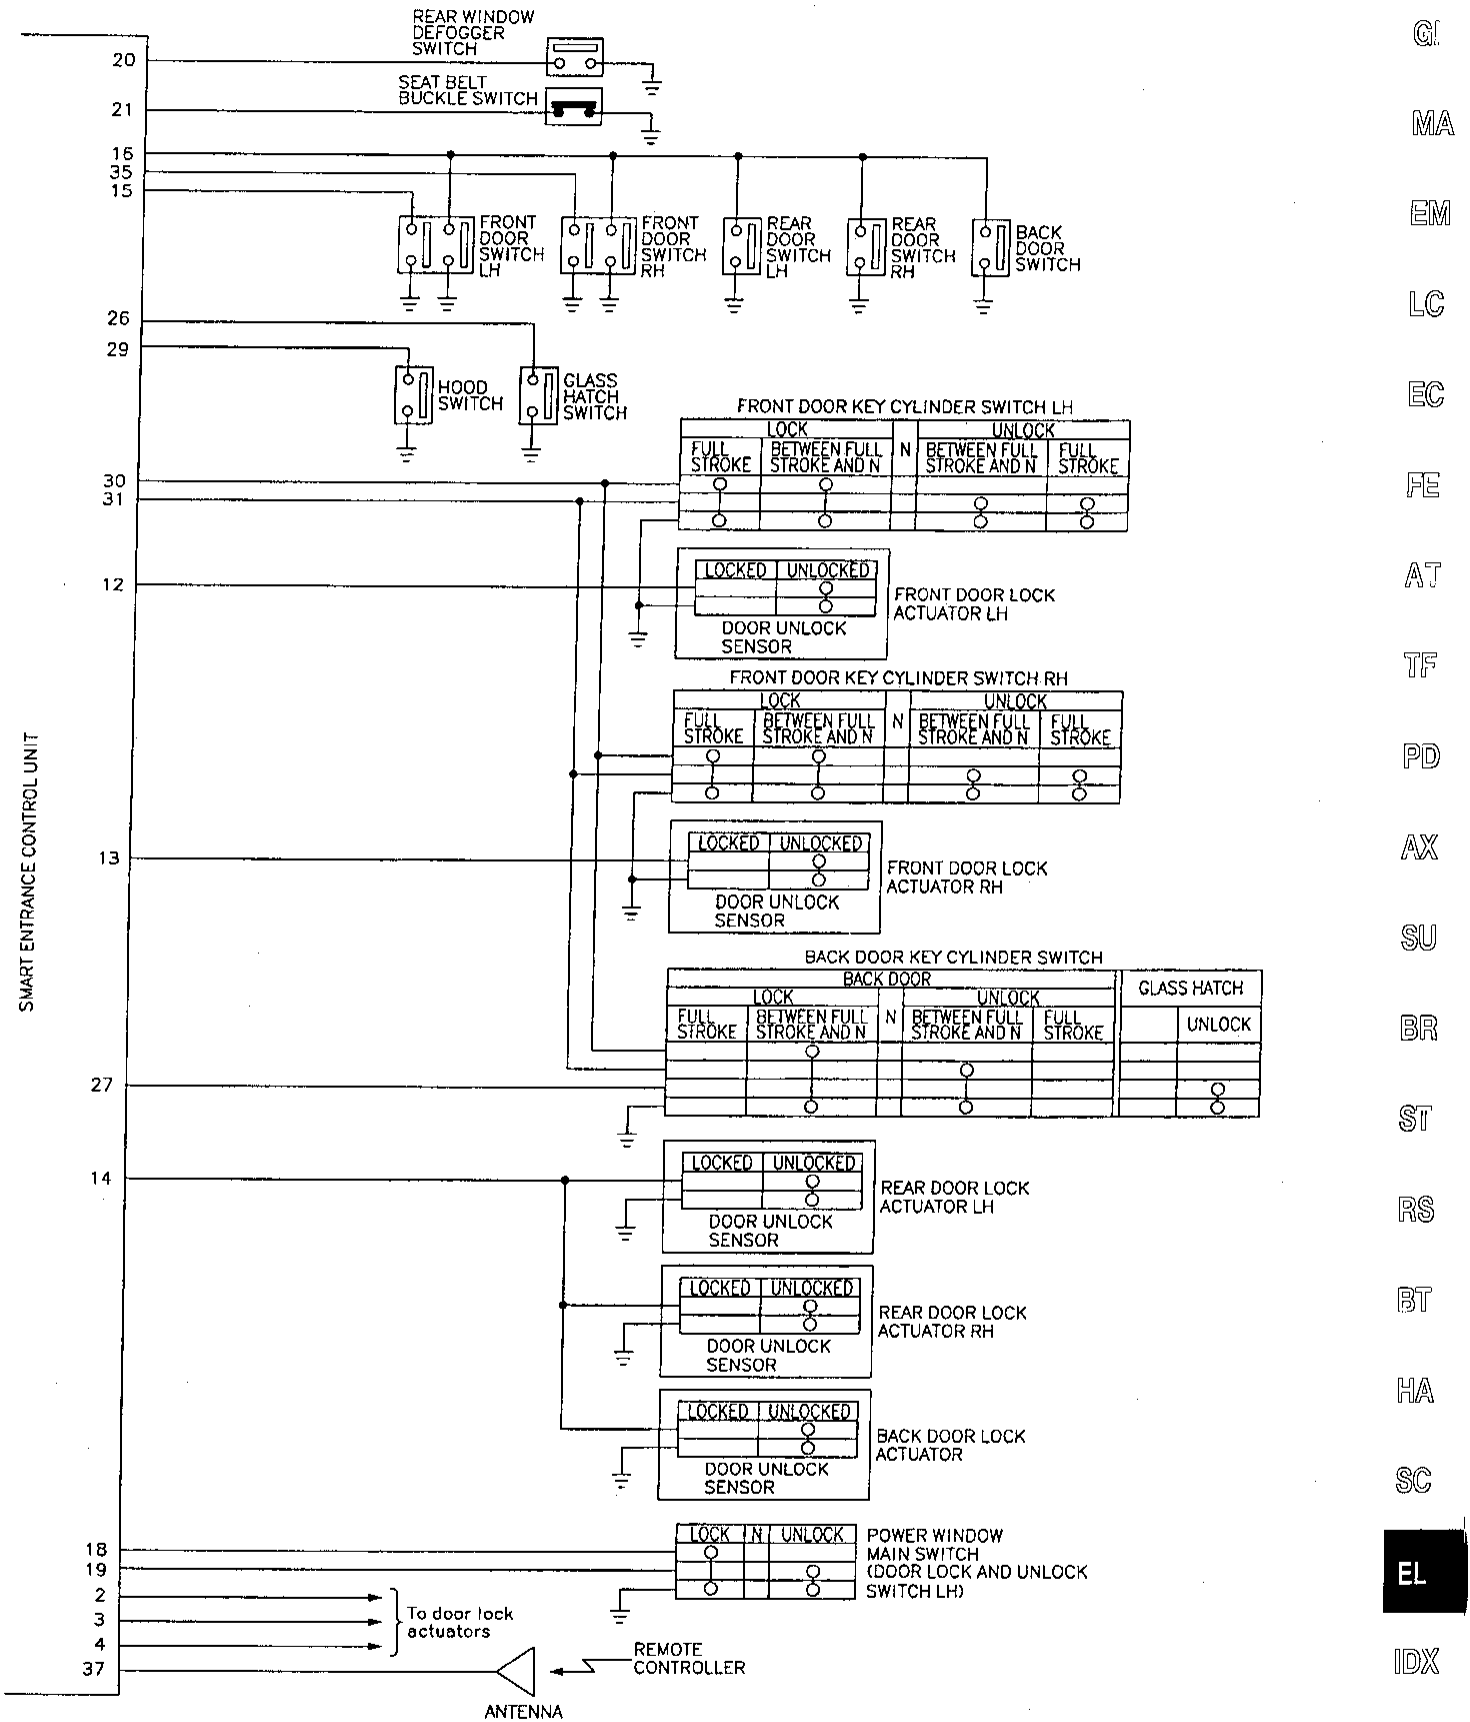 REAR WINDOW
DEFOGGER
SWITCH
GI
20
SEAT BELT
BUCKLE SWITCH
21
MA
16
35
15
FRONT
DOOR
SWITCH
LH
FRONT
DOOR
SWITCH
RH
REAR
DOOR
SWITCH
LH
REAR
DOOR
SWITCH
RH
BACK
DOOR
SWITCH
EM
26
29
LC
HOOD
SWITCH
GLASS
HATCH
SWITCH
EC
FRONT DOOR KEY CYLINDER SWITCH LH
LOCK N UNLOCK
FULL
STROKE
BETWEEN FULL
STROKE AND N
BETWEEN FULL
STROKE AND N
FULL
STROKE
30
31
FE
12
LOCKED UNLOCKED
DOOR UNLOCK
SENSOR
FRONT DOOR LOCK
ACTUATOR LH
AT
TF
FRONT DOOR KEY CYLINDER SWITCH RH
LOCK N UNLOCK
FULL
STROKE
BETWEEN FULL
STROKE AND N
BETWEEN FULL
STROKE AND N
FULL
STROKE
PD
SMART ENTRANCE CONTROL UNIT
13
LOCKED UNLOCKED
DOOR UNLOCK
SENSOR
FRONT DOOR LOCK
ACTUATOR RH
AX
SU
BACK DOOR KEY CYLINDER SWITCH
BACK DOOR
GLASS HATCH
LOCK N UNLOCK
FULL
STROKE
BETWEEN FULL
STROKE AND N
BETWEEN FULL
STROKE AND N
FULL
STROKE
UNLOCK
BR
27
ST
14
LOCKED UNLOCKED
DOOR UNLOCK
SENSOR
REAR DOOR LOCK
ACTUATOR LH
RS
LOCKED UNLOCKED
DOOR UNLOCK
SENSOR
REAR DOOR LOCK
ACTUATOR RH
BT
HA
LOCKED UNLOCKED
DOOR UNLOCK
SENSOR
BACK DOOR LOCK
ACTUATOR
SC
18
19
LOCK N UNLOCK
POWER WINDOW
MAIN SWITCH
(DOOR LOCK AND UNLOCK
SWITCH LH)
EL
2
3
4
To door lock
actuators
37
ANTENNA
REMOTE
CONTROLLER
IDX